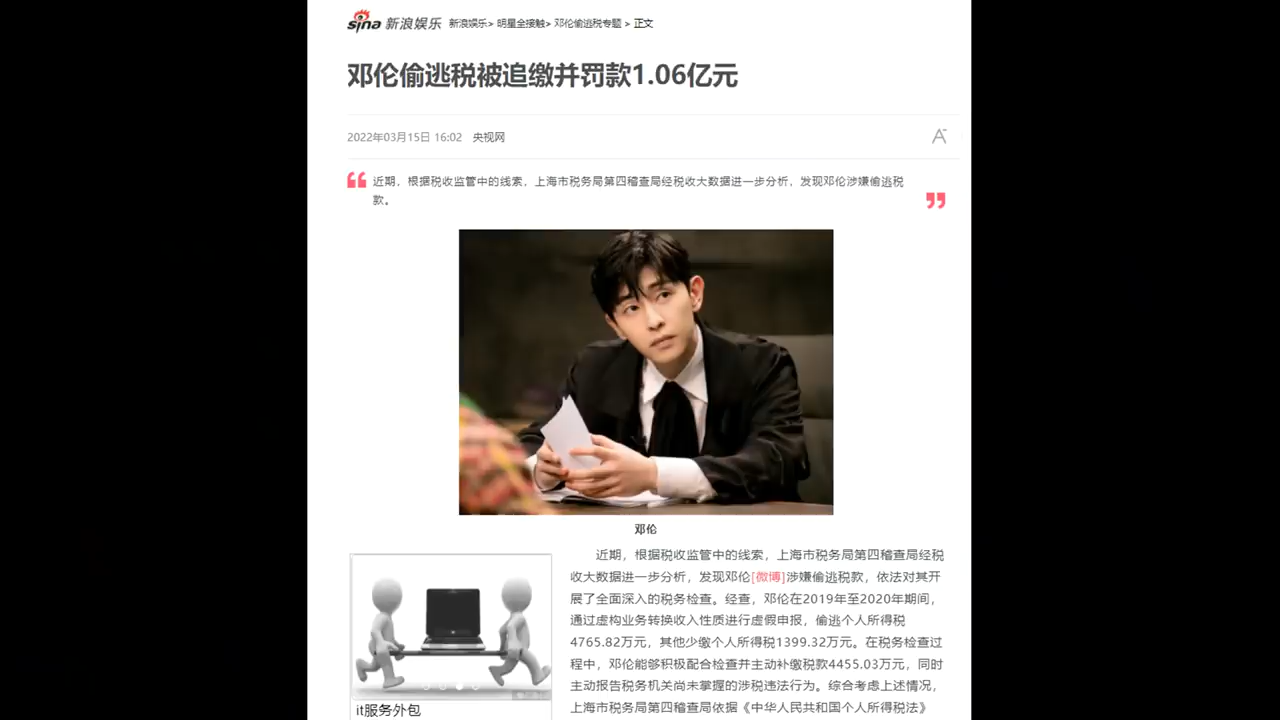 sina 新浪娱乐 新浪娱乐> 明星全接触> 邓伦偷逃税专题 > 正文
邓伦偷逃税被追缴并罚款1.06亿元
2022年03月15日 16:02 央视网
A-
近期，根据税收监管中的线索，上海市税务局第四稽查局经税收大数据进一步分析，发现邓伦涉嫌偷逃税
款。
邓伦
近期，根据税收监管中的线索，上海市税务局第四稽查局经税
收大数据进一步分析，发现邓伦[微博]涉嫌偷逃税款，依法对其开
展了全面深入的税务检查。经查，邓伦在2019年至2020年期间，
通过虚构业务转换收入性质进行虚假申报，偷逃个人所得税
4765.82万元，其他少缴个人所得税1399.32万元。在税务检查过
程中，邓伦能够积极配合检查并主动补缴税款4455.03万元，同时
主动报告税务机关尚未掌握的涉税违法行为。综合考虑上述情况，
上海市税务局第四稽查局依据《中华人民共和国个人所得税法》
it服务外包